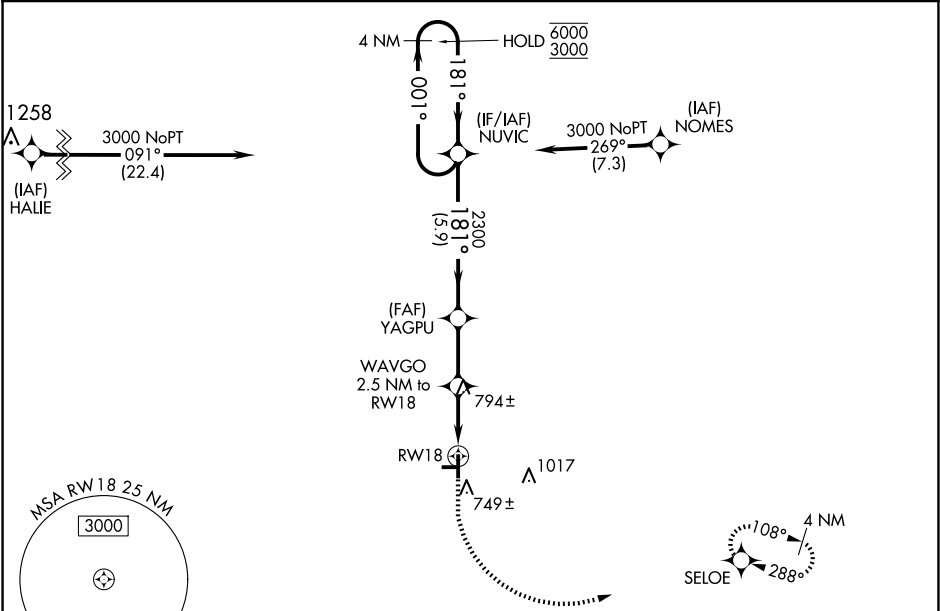 4 NM
HOLD 6000
3000
181°
001°
1258
3000 NoPT
091°
(22.4)
(IAF)
HALIE
(IF/IAF)
NUVIC
3000 NoPT
269°
(7.3)
(IAF)
NOMES
2300
181°
(5.9)
(FAF)
YAGPU
WAVGO
2.5 NM to
RW18
794±
RW18
1017
749±
MSA RW18 25 NM
3000
108°
4 NM
288°
SELOE